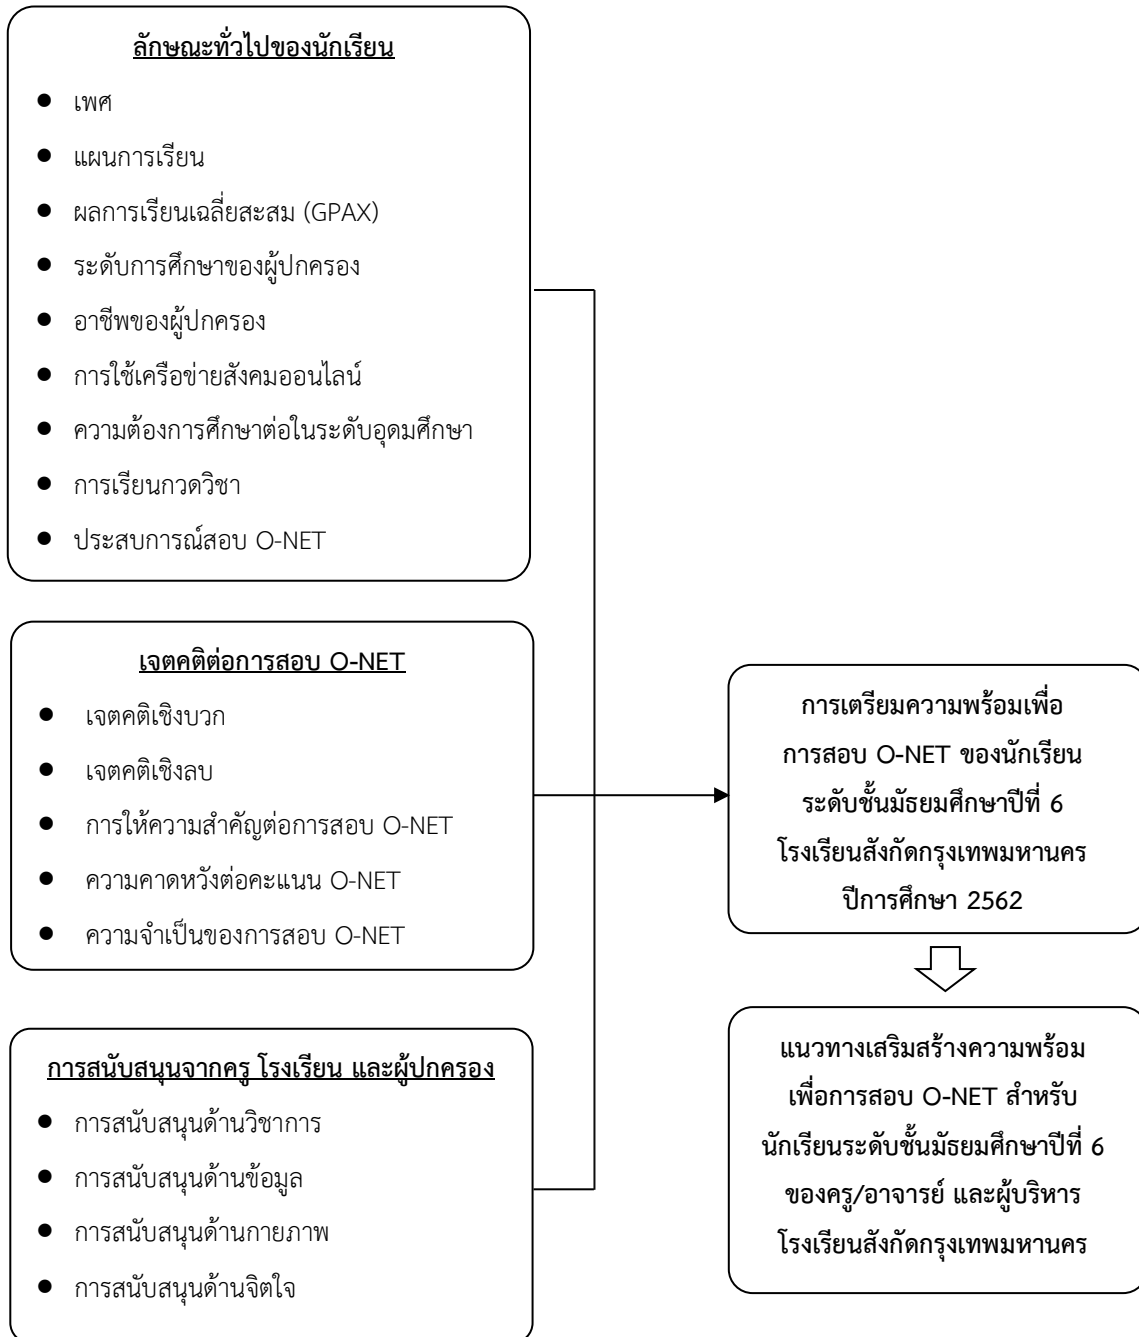 ลักษณะทั่วไปของนักเรียน
● เพศ
● แผนการเรียน
● ผลการเรียนเฉลี่ยสะสม (GPAX)
● ระดับการศึกษาของผู้ปกครอง
● อาชีพของผู้ปกครอง
● การใช้เครือข่ายสังคมออนไลน์
● ความต้องการศึกษาต่อในระดับอุดมศึกษา
● การเรียนกวดวิชา
● ประสบการณ์สอบ O-NET
เจตคติต่อการสอบ O-NET
● เจตคติเชิงบวก
● เจตคติเชิงลบ
● การให้ความสำคัญต่อการสอบ O-NET
● ความคาดหวังต่อคะแนน O-NET
● ความจำเป็นของการสอบ O-NET
การสนับสนุนจากครู โรงเรียน และผู้ปกครอง
● การสนับสนุนด้านวิชาการ
● การสนับสนุนด้านข้อมูล
● การสนับสนุนด้านกายภาพ
● การสนับสนุนด้านจิตใจ
การเตรียมความพร้อมเพื่อ
การสอบ O-NET ของนักเรียน
ระดับชั้นมัธยมศึกษาปีที่ 6
โรงเรียนสังกัดกรุงเทพมหานคร
ปีการศึกษา 2562
แนวทางเสริมสร้างความพร้อม
เพื่อการสอบ O-NET สำหรับ
นักเรียนระดับชั้นมัธยมศึกษาปีที่ 6
ของครู/อาจารย์ และผู้บริหาร
โรงเรียนสังกัดกรุงเทพมหานคร